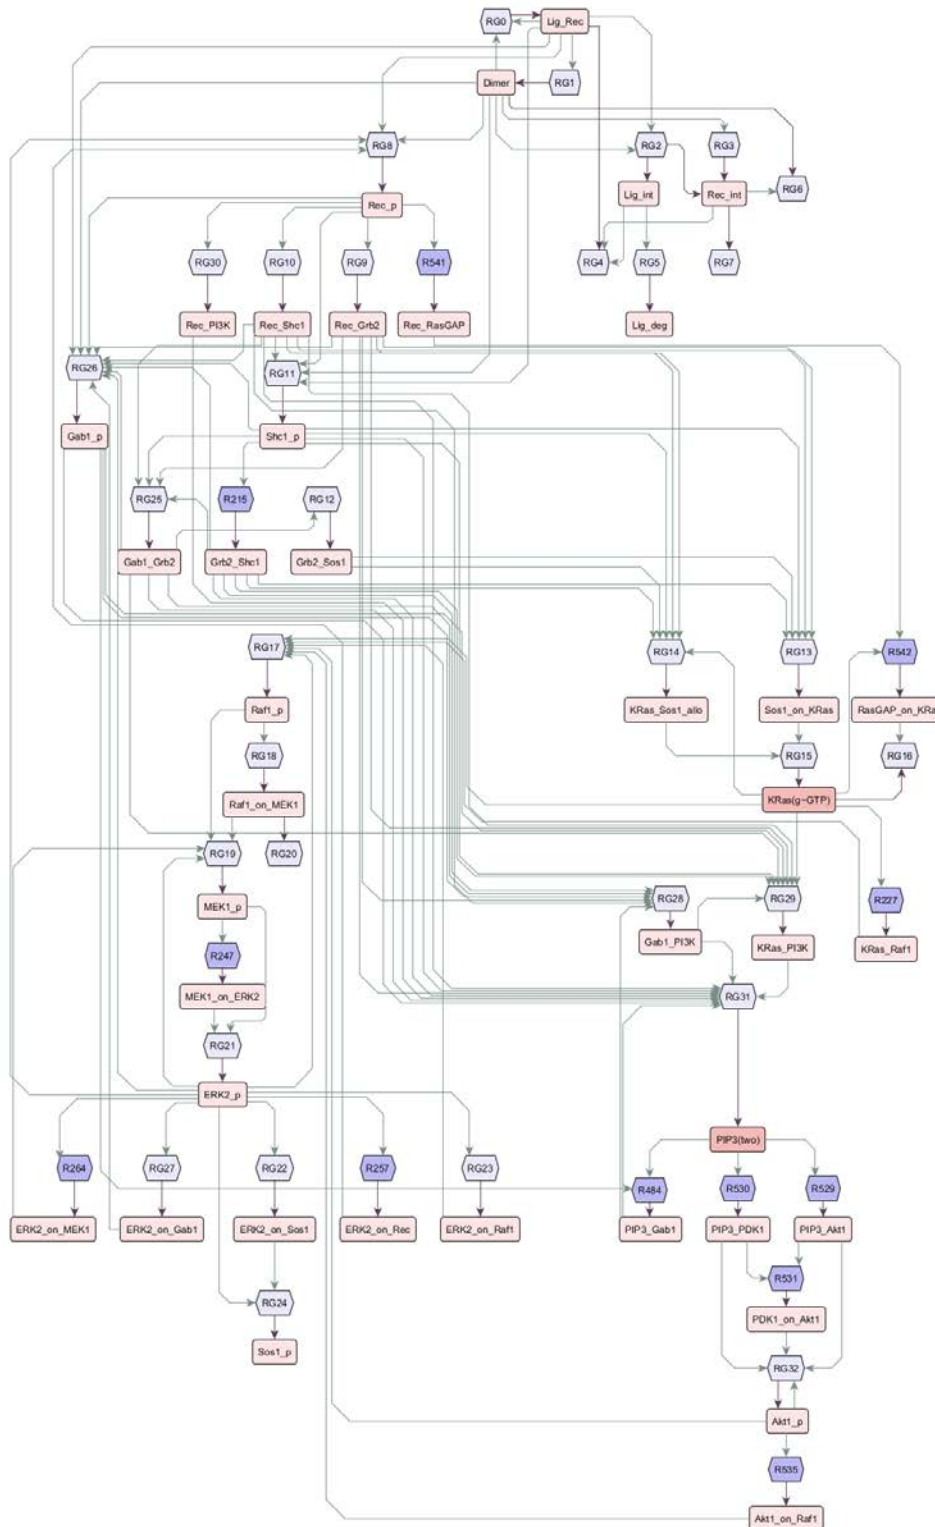 RG0
Lig_Rec
Dimer
RG1
RG8
RG2
RG3
RG6
Rec_p
Lig_int
Rec_int
RG30
RG10
RG9
R541
RG4
RG5
RG7
Rec_PI3K
Rec_Shc1
Rec_Grb2
Rec_RasGAP
Lig_deg
RG26
RG11
Gab1_p
Shc1_p
RG25
R215
RG12
Gab1_Grb2
Grb2_Shc1
Grb2_Sos1
RG17
RG14
RG13
R542
Raf1_p
KRas_Sos1_allo
Sos1_on_KRas
RasGAP_on_KRa
RG18
RG15
RG16
Raf1_on_MEK1
KRas(g~GTP)
RG19
RG20
MEK1_p
RG28
RG29
R227
Gab1_PI3K
KRas_PI3K
KRas_Raf1
R247
MEK1_on_ERK2
RG31
RG21
ERK2_p
PIP3(two)
R264
RG27
RG22
R257
RG23
R484
R530
R529
ERK2_on_MEK1
ERK2_on_Gab1
ERK2_on_Sos1
ERK2_on_Rec
ERK2_on_Raf1
PIP3_Gab1
PIP3_PDK1
PIP3_Akt1
R531
RG24
PDK1_on_Akt1
Sos1_p
RG32
Akt1_p
R535
Akt1_on_Raf1